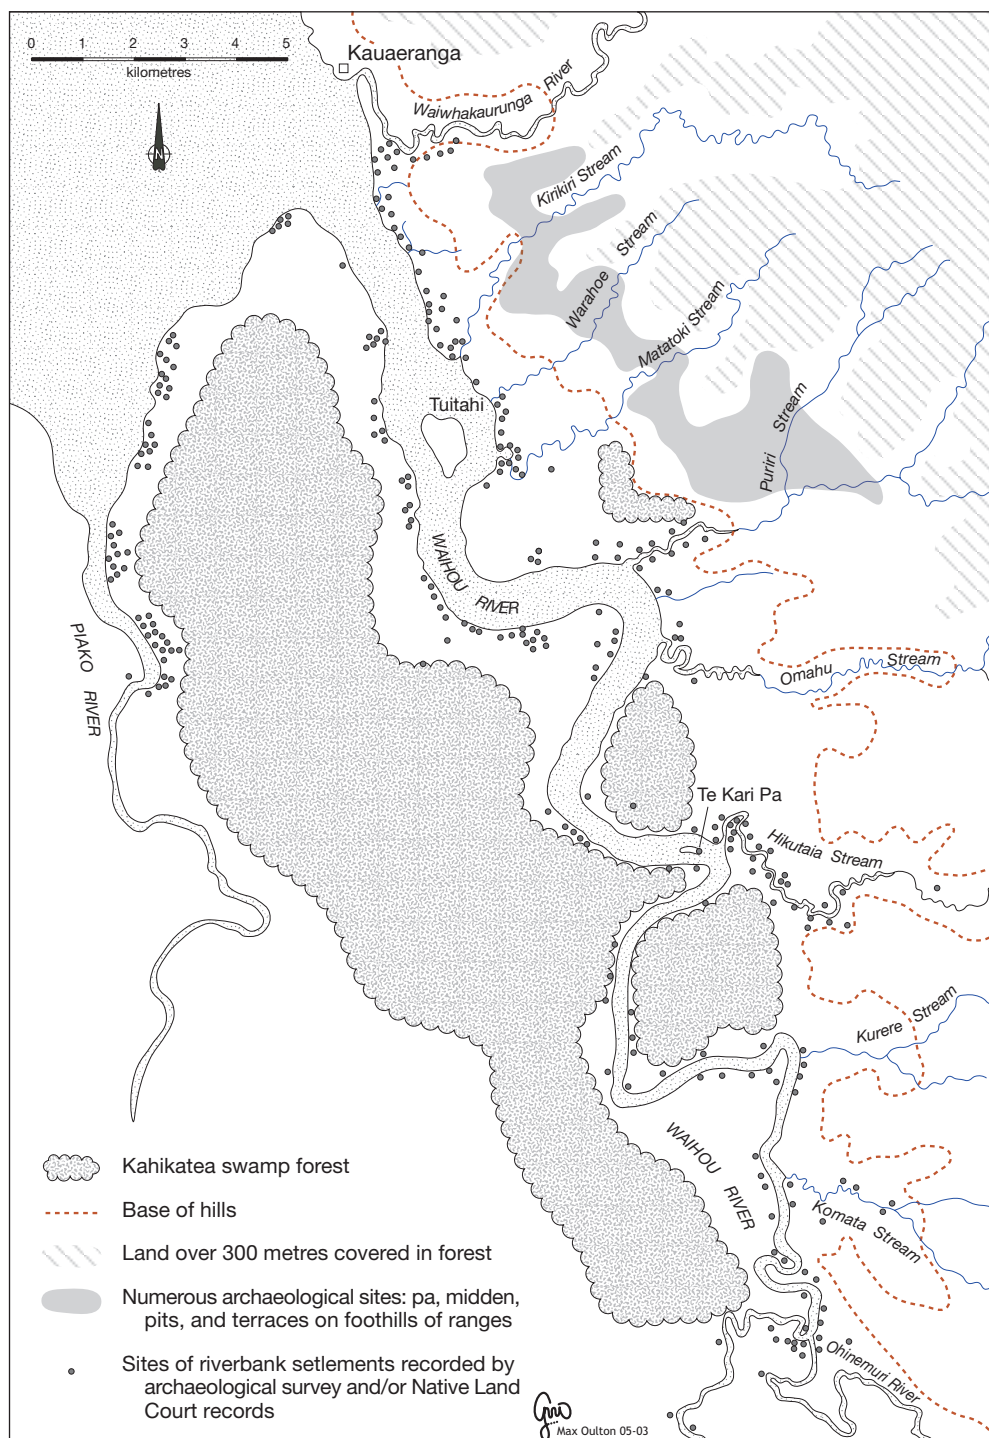 0 1 2 3 4 5
kilometres
N
Kauaeranga
Waiwhakaurunga River
Kirikiri Stream
Warahoe Stream
Matatoki Stream
Tuitahi
Puriri Stream
WAIHOU RIVER
PIAKO RIVER
Omahu Stream
Te Kari Pa
Hikutaia Stream
Kurere Stream
WAIHOU RIVER
Komata Stream
Ohinemuri River
Kahikatea swamp forest
Base of hills
Land over 300 metres covered in forest
Numerous archaeological sites: pa, midden,
pits, and terraces on foothills of ranges
Sites of riverbank setlements recorded by
archaeological survey and/or Native Land
Court records
Max Oulton 05-03